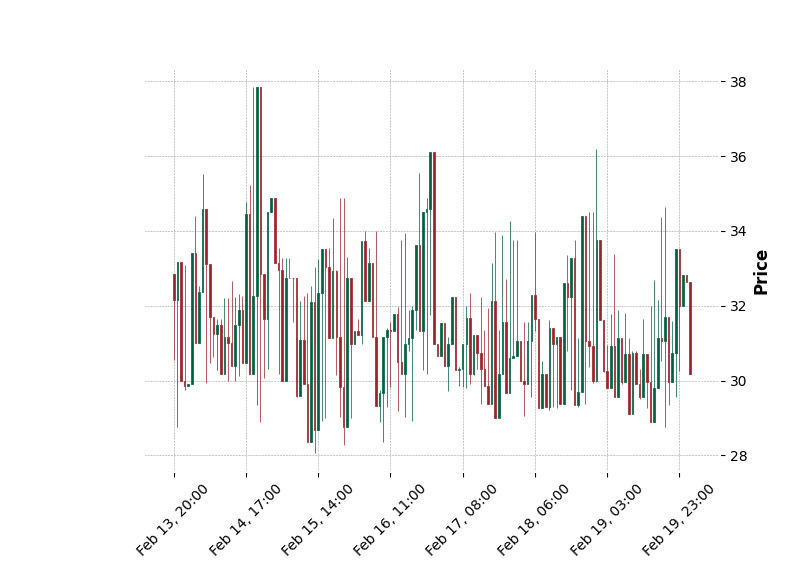 38
36
34
32
30
28
Price
Feb 13, 20:00
Feb 14, 17:00
Feb 15, 14:00
Feb 16, 11:00
Feb 17, 08:00
Feb 18, 06:00
Feb 19, 03:00
Feb 19, 23:00